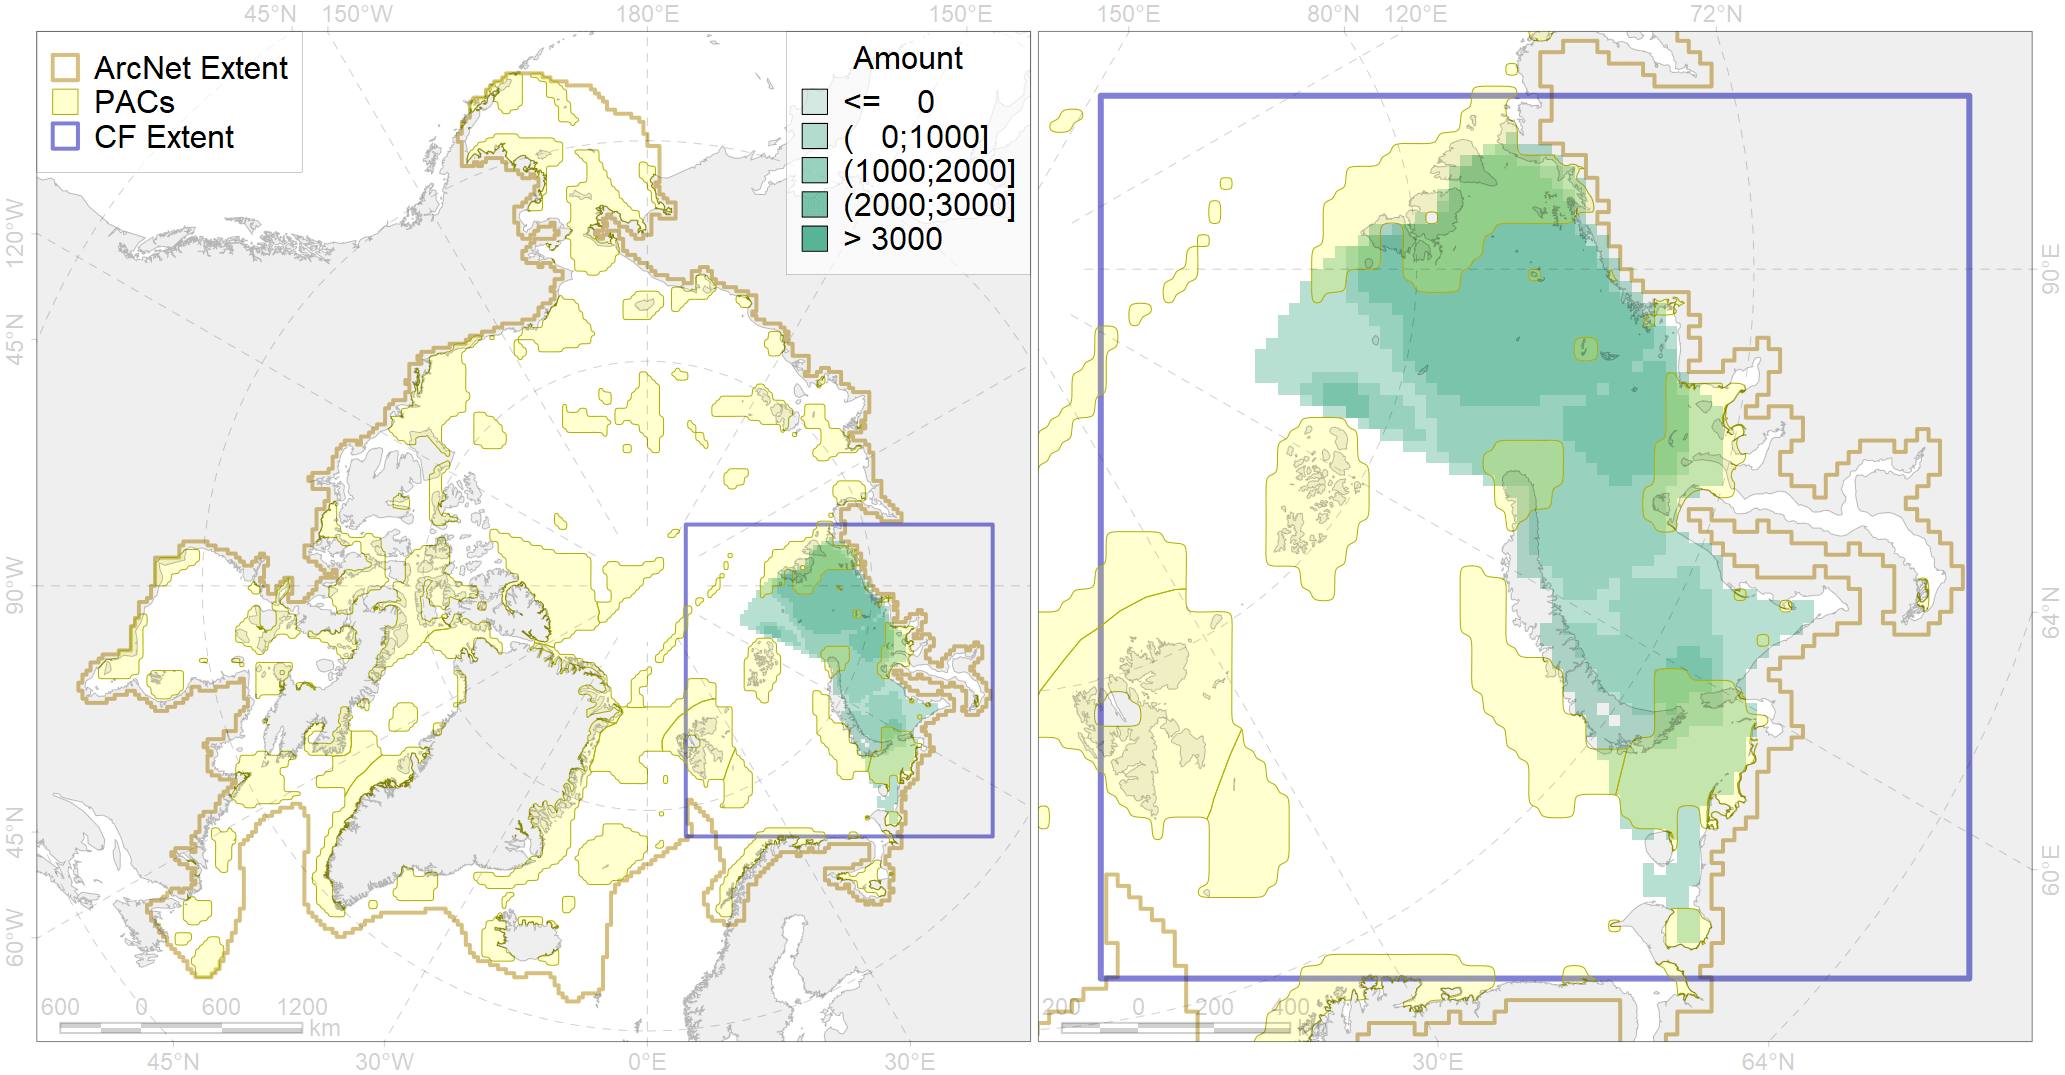 45°N 150°W 180°E 150°E 150°E 80°N 120°E 72°N
ArcNet Extent
PACs
CF Extent
Amount
<= 0
( 0;1000]
(1000;2000]
(2000;3000]
> 3000
120°W
45°N
90°W
45°N
60°W
90°E
64°N
60°E
600 0 600 1200
km
200 0 200 400
45°N 30°W 0°E 30°E 30°E 64°N